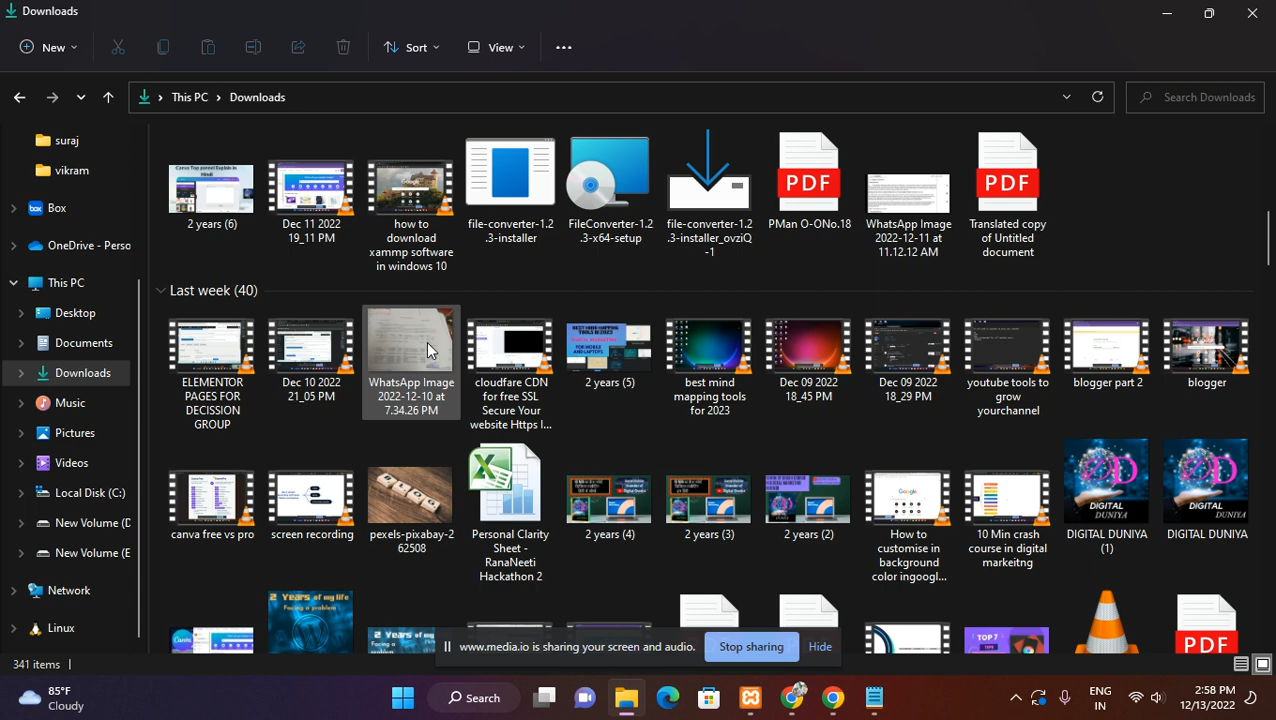 Downloads
New
Sort
View
This PC
Downloads
Search Downloads
suraj
vikram
Box
OneDrive - Perso
This PC
Desktop
Documents
Downloads
Music
Pictures
Videos
Local Disk (C)
New Volume (D
New Volume (E
Network
Linux
2 years (6)
Dec 11 2022
19_11 PM
how to
download
xammp software
in windows 10
file-converter-1.2
.3-installer
FileConverter-1.2
.3-x64-setup
file-converter-1.2
.3-installer_ovziQ
-1
PDF
PMan O-ONo.18
WhatsApp Image
2022-12-11 at
11.12.12 AM
PDF
Translated copy
of Untitled
document
Last week (40)
ELEMENTOR
PAGES FOR
DECISSION
GROUP
Dec 10 2022
21_05 PM
WhatsApp Image
2022-12-10 at
7.34.26 PM
cloudflare CDN
for free SSL
Secure Your
website Https l...
2 years (5)
best mind
mapping tools
for 2023
Dec 09 2022
18_45 PM
Dec 09 2022
18_29 PM
youtube tools to
grow
yourchannel
blogger part 2
blogger
canva free vs pro
Google
DIGITAL
DUNIYA
DIGITAL
DUNIYA
pexels-pixabay-2
62508
Personal Clarity
Sheet -
RanaNeeti
Hackathon 2
2 years (4)
2 years (3)
2 years (2)
How to
customise in
background
color ingoogl...
10 Min crash
course in digital
markeitng
DIGITAL DUNIYA
(1)
DIGITAL DUNIYA
2 Years of my life
Facing a problem
TOP 7
PDF
www.media.io is sharing your screen and audio.
Stop sharing
Hide
341 items
85°F
Cloudy
Search
ENG
IN
2:58 PM
12/13/2022